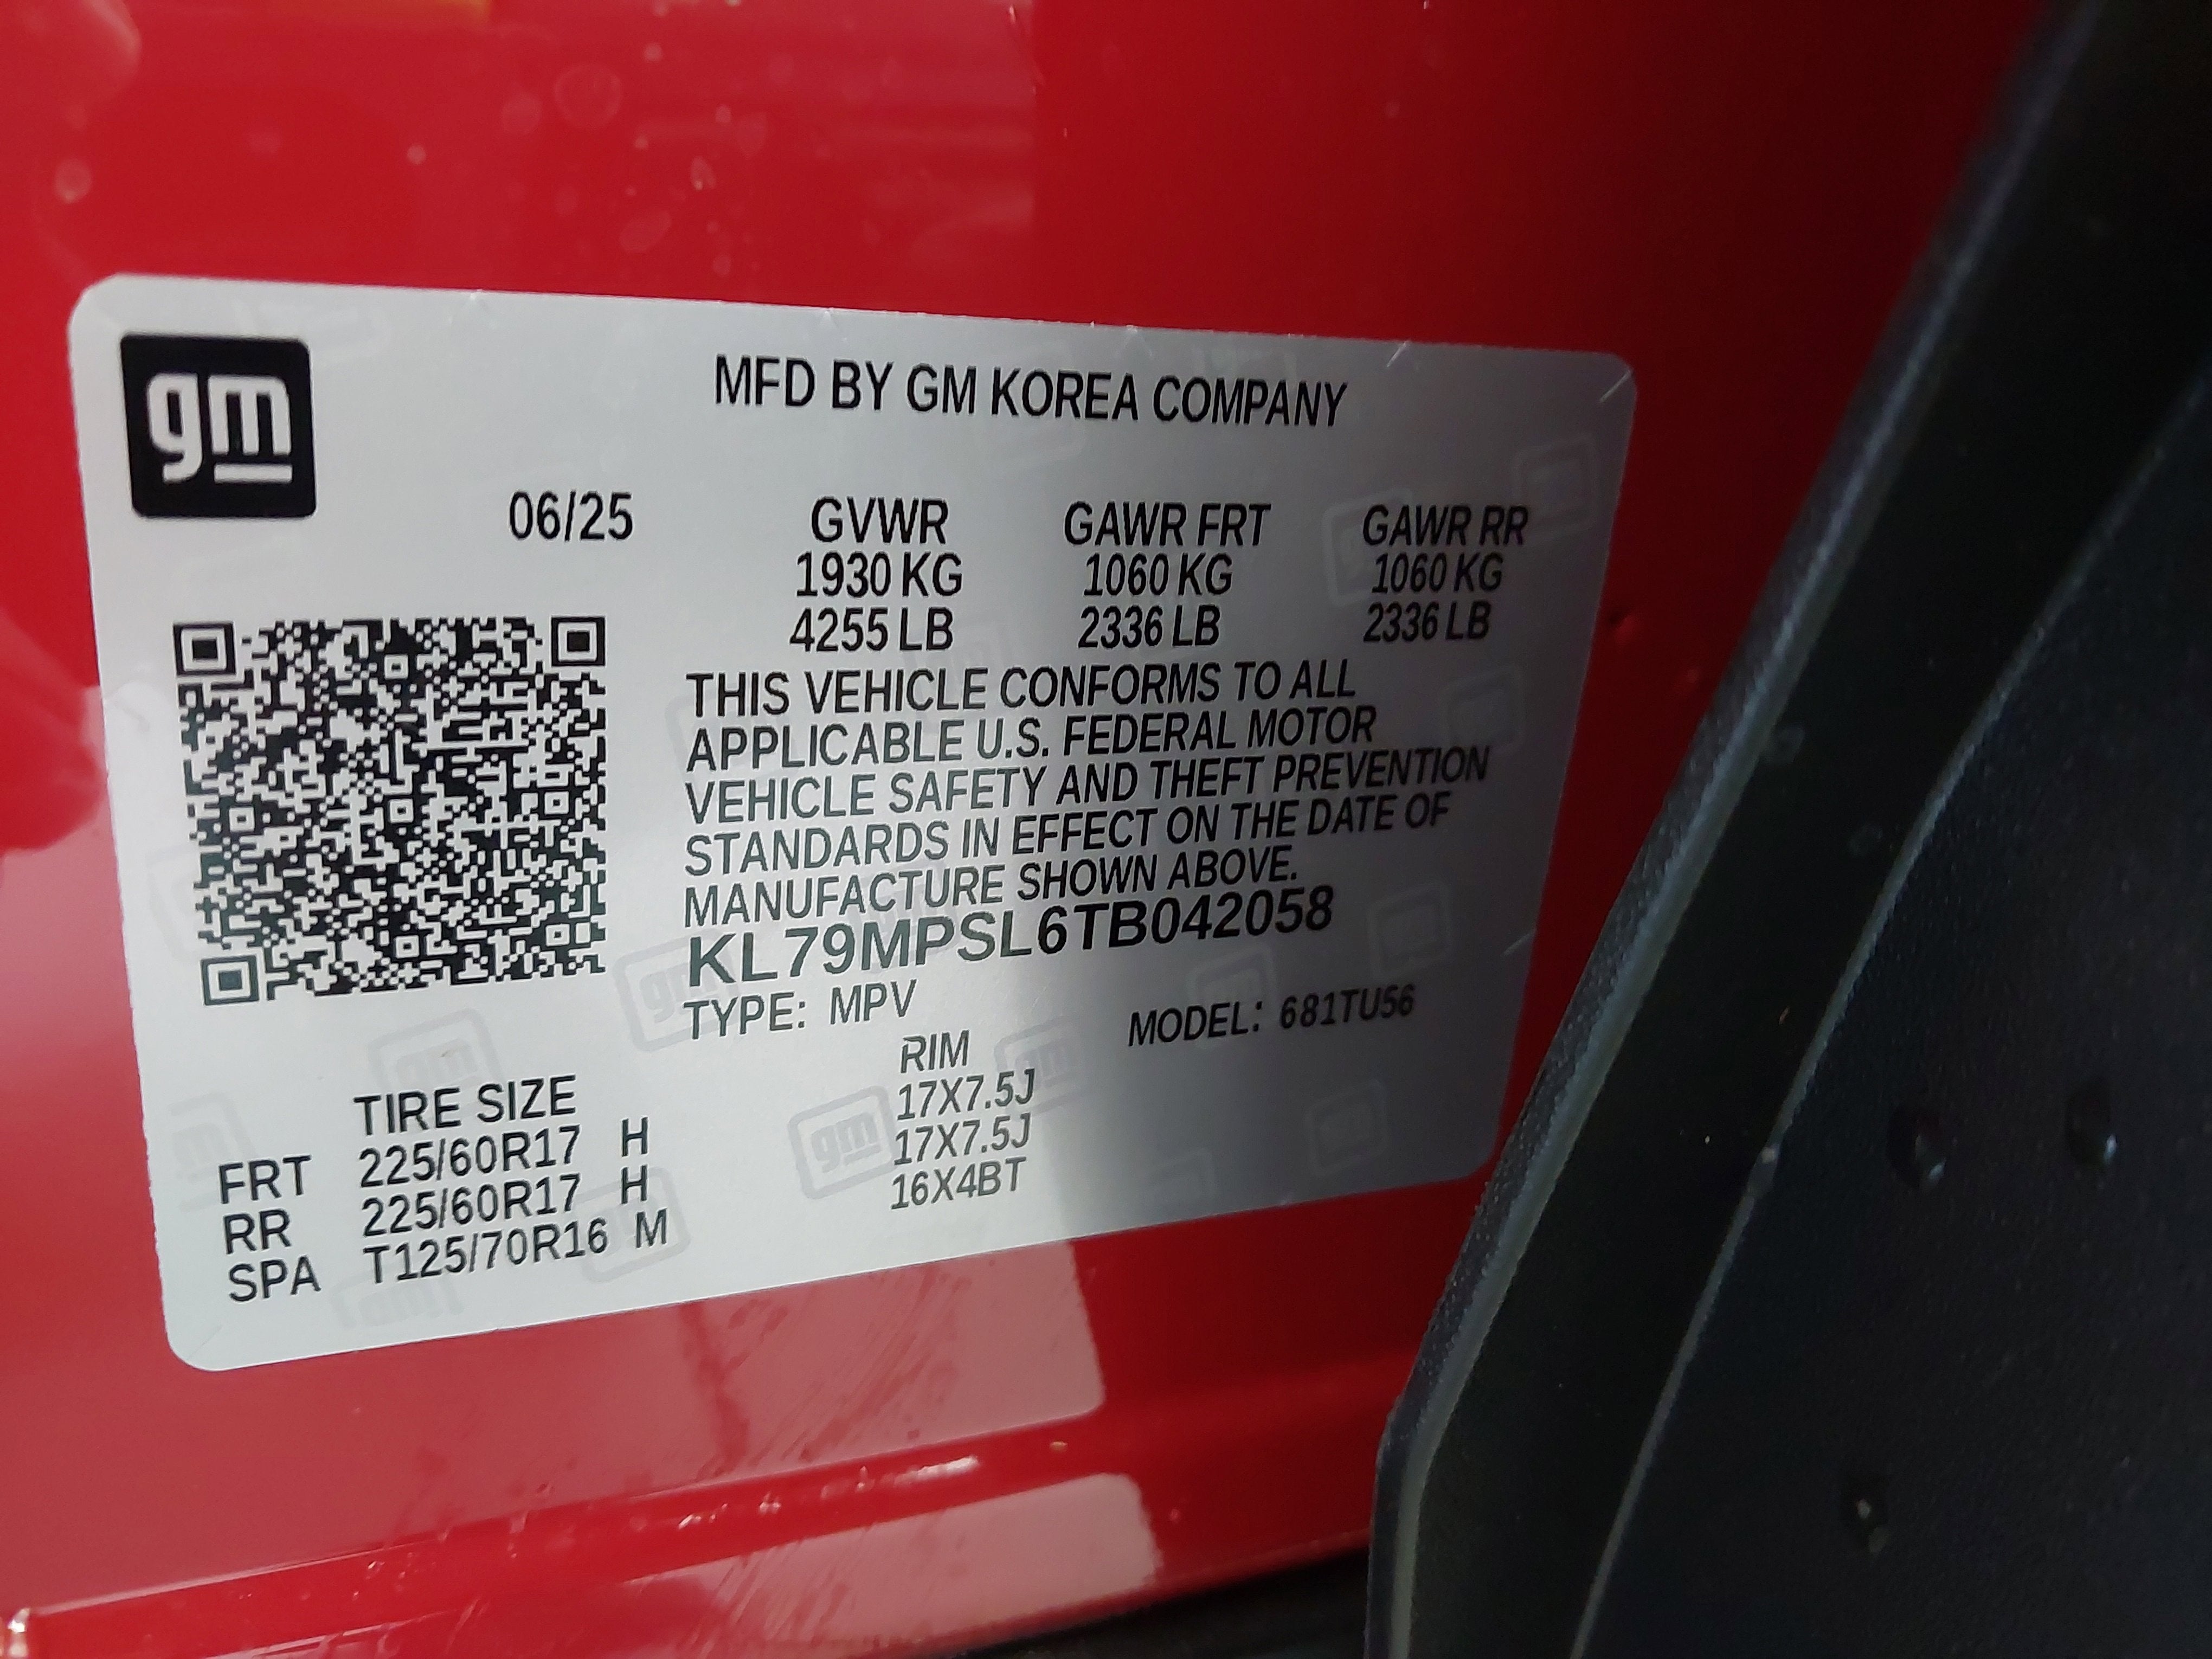 gm
MFD BY GM KOREA COMPANY
06/25 GVWR GAWR FRT GAWR RR
1930 KG 1060 KG 1060 KG
4255 LB 2336 LB 2336 LB
THIS VEHICLE CONFORMS TO ALL
APPLICABLE U.S. FEDERAL MOTOR
VEHICLE SAFETY AND THEFT PREVENTION
STANDARDS IN EFFECT ON THE DATE OF
MANUFACTURE SHOWN ABOVE.
KL79MPSL6TB042058
TYPE: MPV MODEL: 681TU56
TIRE SIZE RIM
FRT 225/60R17 H 17X7.5J
RR 225/60R17 H 17X7.5J
SPA T125/70R16 M 16X4BT